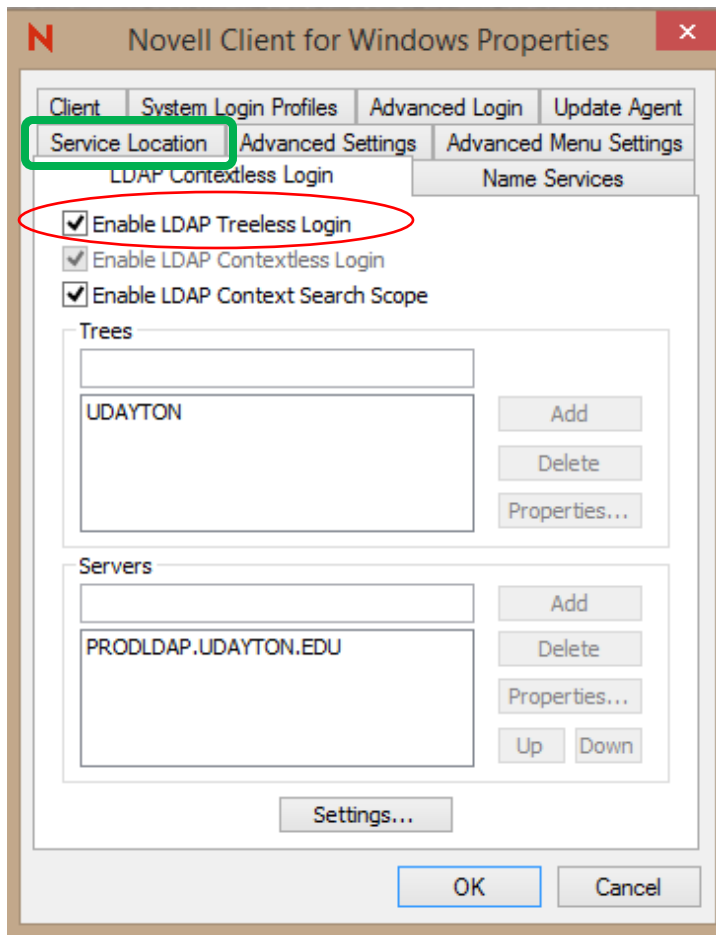 N Novell Client for Windows Properties ×
Client System Login Profiles Advanced Login Update Agent
Service Location Advanced Settings Advanced Menu Settings
LDAP Contextless Login Name Services
Enable LDAP Treeless Login
Enable LDAP Contextless Login
Enable LDAP Context Search Scope
Trees
UDAYTON
Add
Delete
Properties...
Servers
Add
PRODLDAP.UDAYTON.EDU
Delete
Properties...
Up Down
Settings...
OK Cancel